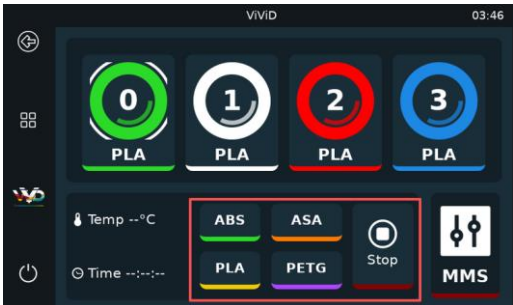 ViViD 03:46
0 1 2 3
PLA PLA PLA PLA
ViViD
Temp --°C ABS ASA
Time --:--:-- PLA PETG Stop MMS